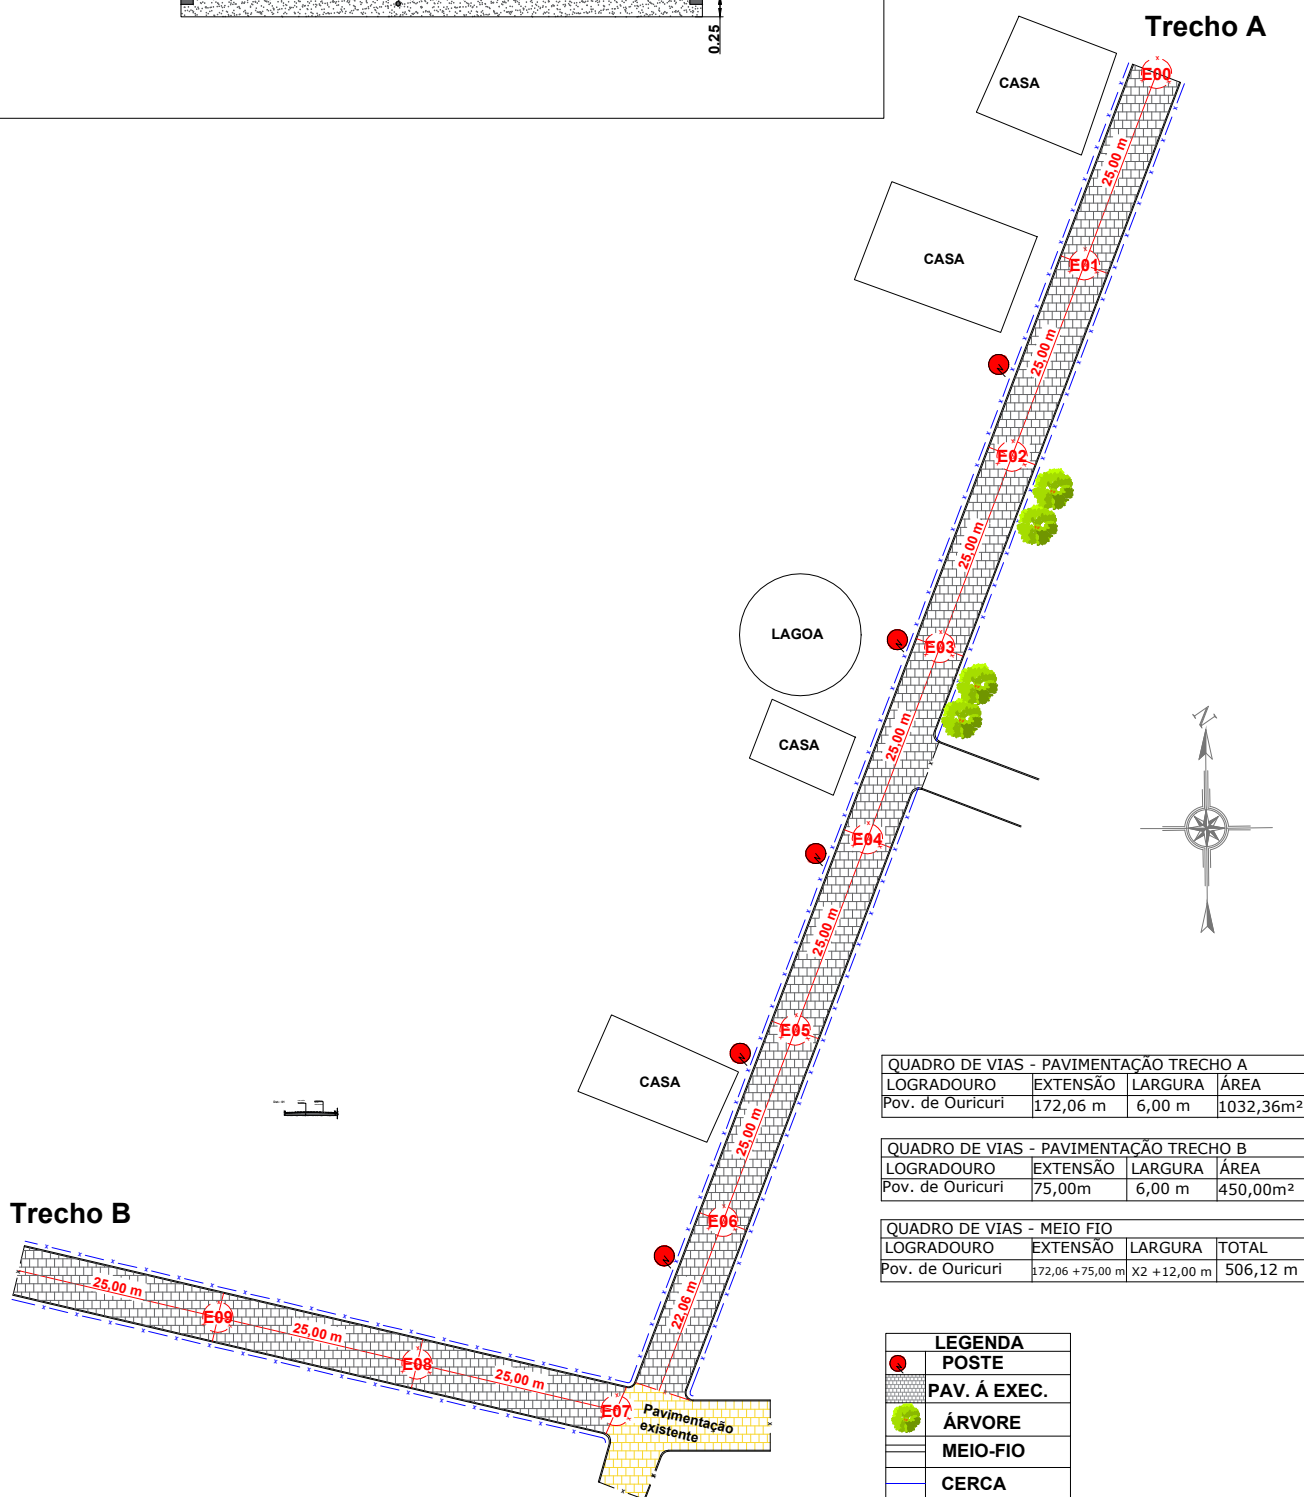 0.25
Trecho A
E00
CASA
25,00 m
CASA
E01
25,00 m
E02
25,00 m
LAGOA
E03
25,00 m
CASA
N
E04
25,00 m
E05
CASA
25,00 m
E06
22,06 m
QUADRO DE VIAS - PAVIMENTAÇÃO TRECHO A
LOGRADOURO EXTENSÃO LARGURA ÁREA
Pov. de Ouricuri 172,06 m 6,00 m 1032,36m²
QUADRO DE VIAS - PAVIMENTAÇÃO TRECHO B
LOGRADOURO EXTENSÃO LARGURA ÁREA
Pov. de Ouricuri 75,00m 6,00 m 450,00m²
QUADRO DE VIAS - MEIO FIO
LOGRADOURO EXTENSÃO LARGURA TOTAL
Pov. de Ouricuri 172,06 +75,00 m X2 +12,00 m 506,12 m
Trecho B
25,00 m
E09
25,00 m
E08
25,00 m
E07
Pavimentação
existente
LEGENDA
POSTE
PAV. Á EXEC.
ÁRVORE
MEIO-FIO
CERCA